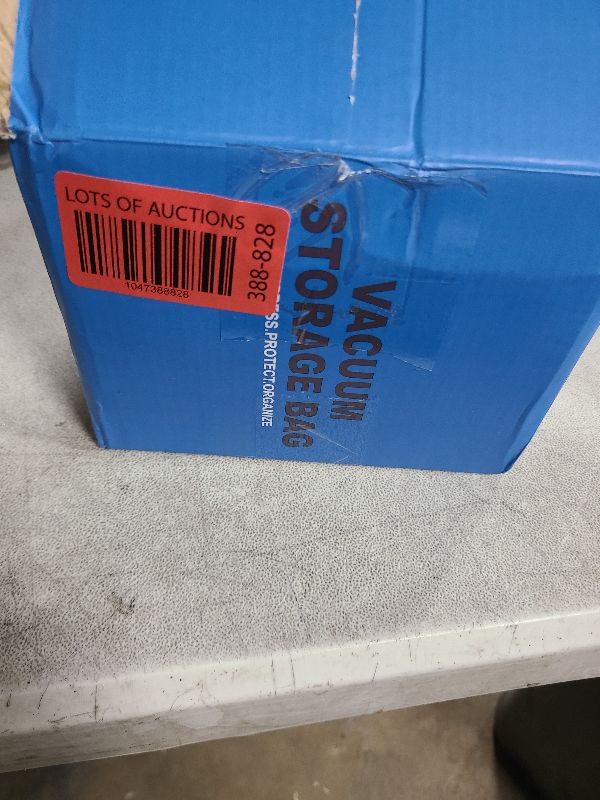 LOTS OF AUCTIONS
1047388828
388-828
VACUUM
STORAGE BAG
.PROTECT.ORGANIZE